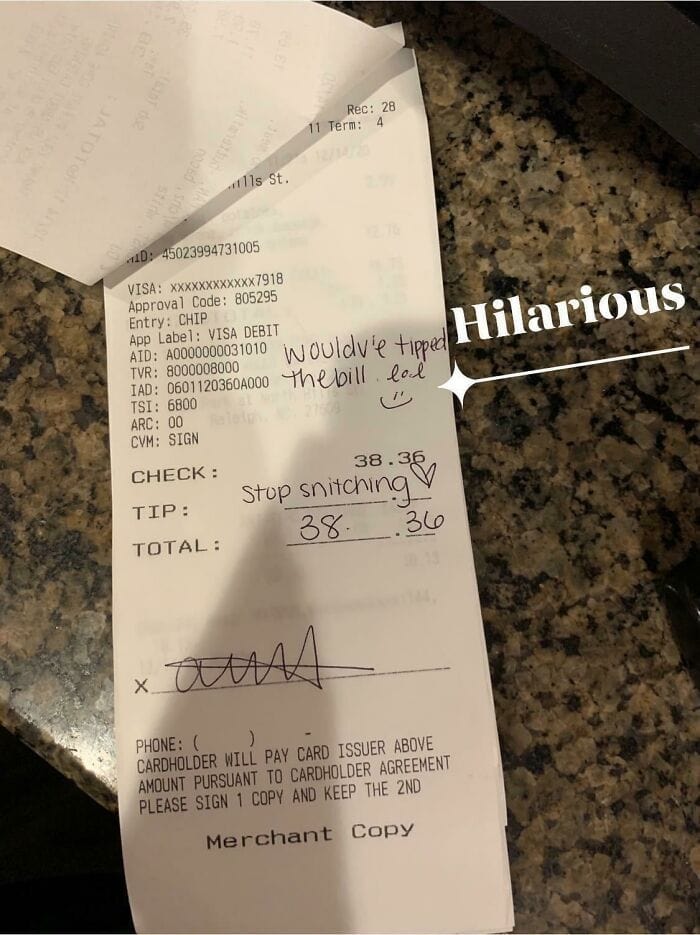 Rec: 28
11 Term: 4
ills St.
MID: 45023994731005
VISA: XXXXXXXXXXXX7918
Approval Code: 805295
Entry: CHIP
App Label: VISA DEBIT
AID: A0000000031010
TVR: 8000008000
IAD: 0601120360A000
TSI: 6800
ARC: 00
CVM: SIGN
Wouldv'e tipped
the bill lol
Hilarious
CHECK: 38.36
TIP: Stop snitching
TOTAL: 38. .36
X
PHONE: ( ) -
CARDHOLDER WILL PAY CARD ISSUER ABOVE
AMOUNT PURSUANT TO CARDHOLDER AGREEMENT
PLEASE SIGN 1 COPY AND KEEP THE 2ND
Merchant Copy